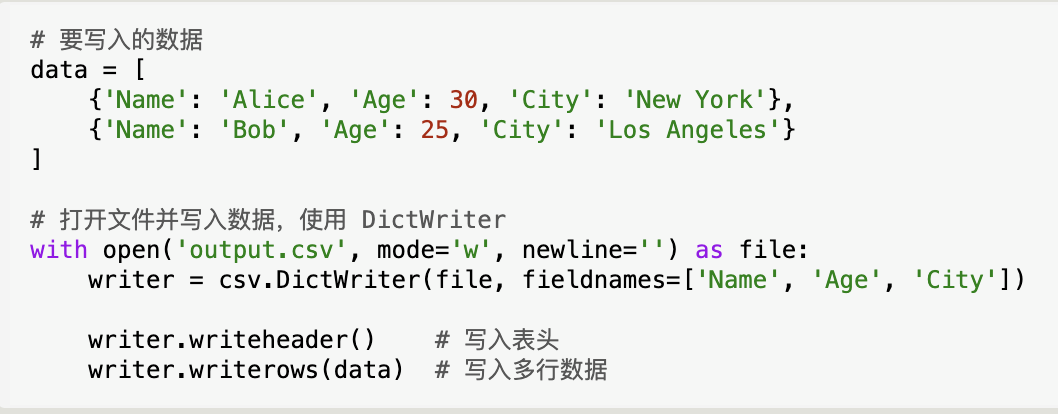 # 要写入的数据
data = [
    {'Name': 'Alice', 'Age': 30, 'City': 'New York'},
    {'Name': 'Bob', 'Age': 25, 'City': 'Los Angeles'}
]

# 打开文件并写入数据，使用 DictWriter
with open('output.csv', mode='w', newline='') as file:
    writer = csv.DictWriter(file, fieldnames=['Name', 'Age', 'City'])

    writer.writeheader()    # 写入表头
    writer.writerows(data)  # 写入多行数据